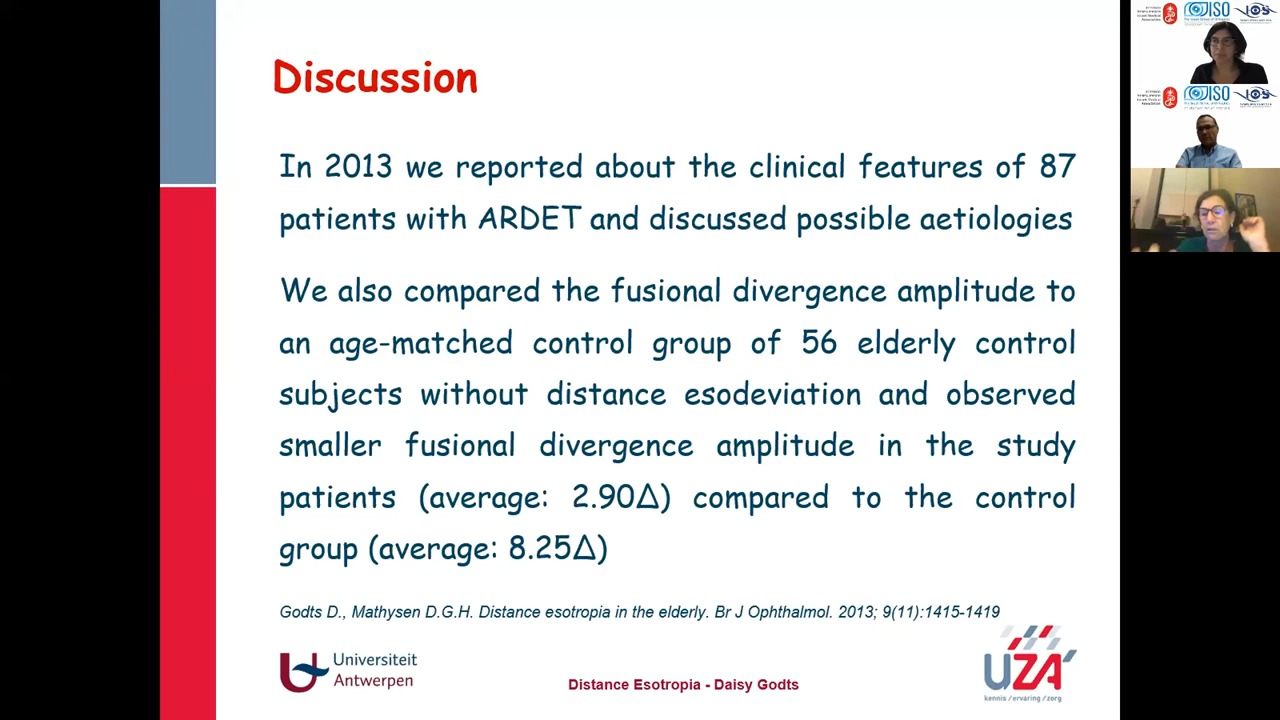 Discussion
In 2013 we reported about the clinical features of 87
patients with ARDET and discussed possible aetiologies
We also compared the fusional divergence amplitude to
an age-matched control group of 56 elderly control
subjects without distance esodeviation and observed
smaller fusional divergence amplitude in the study
patients (average: 2.90Δ) compared to the control
group (average: 8.25Δ)
Godts D., Mathysen D.G.H. Distance esotropia in the elderly. Br J Ophthalmol. 2013; 9(11):1415-1419
Universiteit
Antwerpen
Distance Esotropia - Daisy Godts
UZA
kennis / ervaring / zorg
ISO
IOS
ISO
IOS